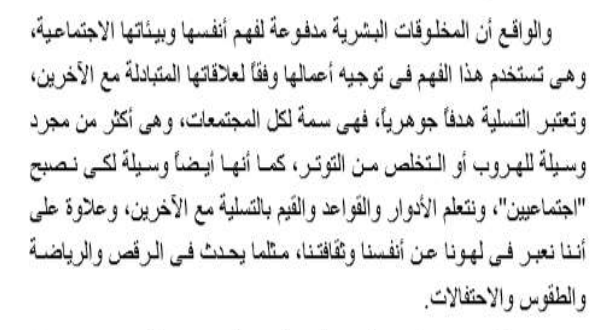 والواقع أن المخلوقات البشرية مدفوعة لفهم أنفسها وبيئاتها الاجتماعية،
وهى تستخدم هذا الفهم فى توجيه أعمالها وفقاً لعلاقاتها المتبادلة مع الآخرين،
وتعتبر التسلية هدفاً جوهرياً، فهى سمة لكل المجتمعات، وهى أكثر من مجرد
وسيلة للهروب أو التخلص من التوتر، كما أنها أيضاً وسيلة لكى نصبح
"اجتماعيين"، ونتعلم الأدوار والقواعد والقيم بالتسلية مع الآخرين، وعلاوة على
أننا نعبر فى لهونا عن أنفسنا وثقافتنا، مثلما يحدث فى الرقص والرياضة
والطقوس والاحتفالات.